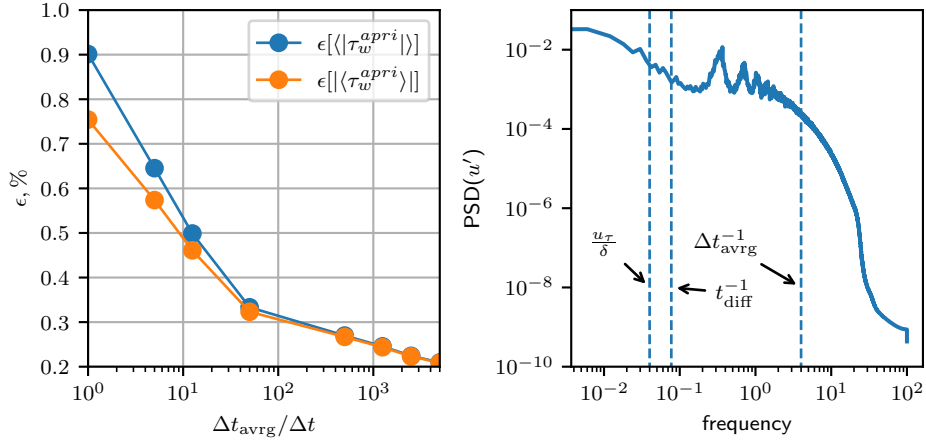 1.0
0.9
0.8
0.7
0.6
0.5
0.4
0.3
0.2
ϵ, %
ϵ[⟨|τ_w^{apri}|⟩]
ϵ[|⟨τ_w^{apri}⟩|]
10^0 10^1 10^2 10^3
Δt_avrg/Δt
10^{-2}
10^{-4}
10^{-6}
10^{-8}
10^{-10}
PSD(u′)
u_τ/δ
Δt_avrg^{-1}
t_diff^{-1}
10^{-2} 10^{-1} 10^0 10^1 10^2
frequency